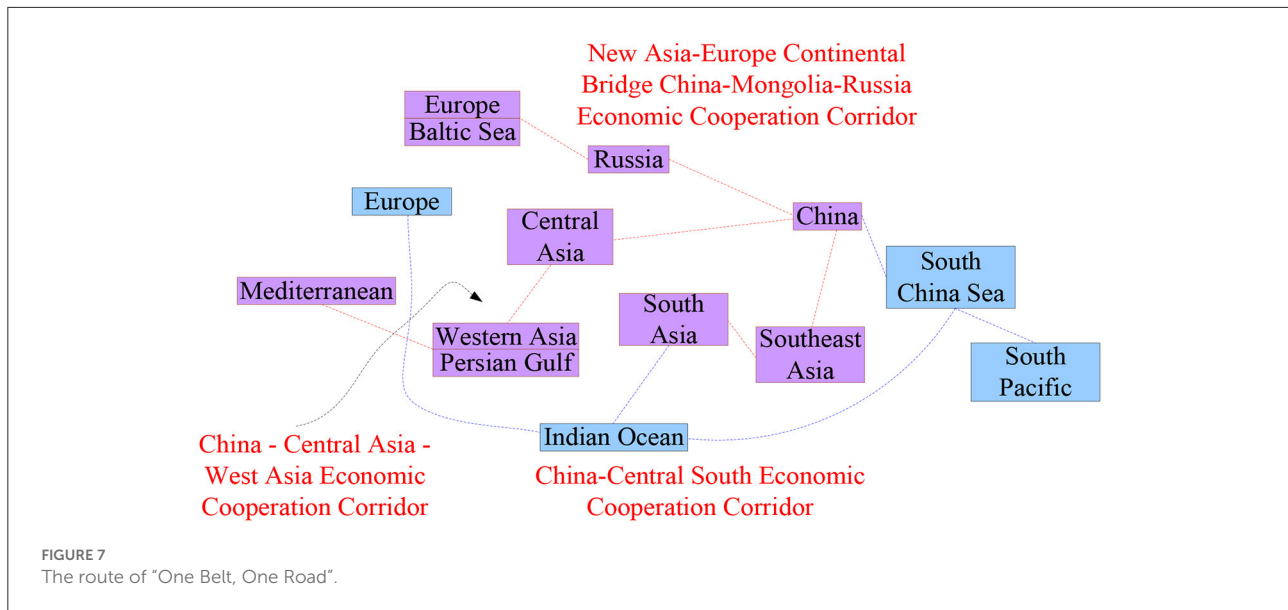 New Asia-Europe Continental
Bridge China-Mongolia-Russia
Economic Cooperation Corridor
Europe
Baltic Sea
Russia
Europe
Central
Asia
China
South
China Sea
Mediterranean
South
Asia
Western Asia
Persian Gulf
Southeast
Asia
South
Pacific
Indian Ocean
China - Central Asia -
West Asia Economic
Cooperation Corridor
China-Central South Economic
Cooperation Corridor
FIGURE 7
The route of "One Belt, One Road".